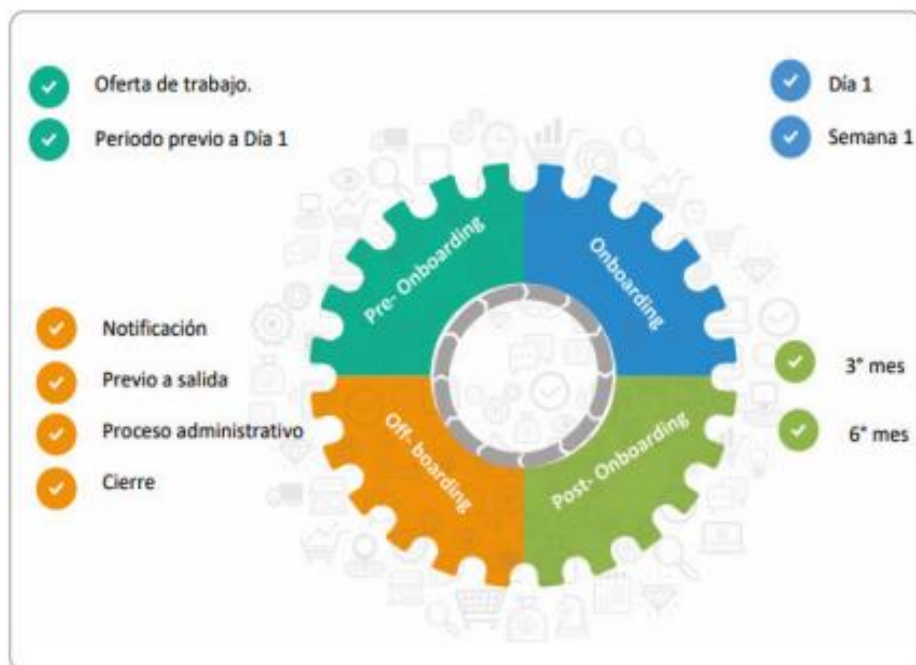 Oferta de trabajo.
Periodo previo a Día 1
Día 1
Semana 1
Pre- Onboarding
Onboarding
Notificación
Previo a salida
Proceso administrativo
Cierre
Off- boarding
Post- Onboarding
3° mes
6° mes